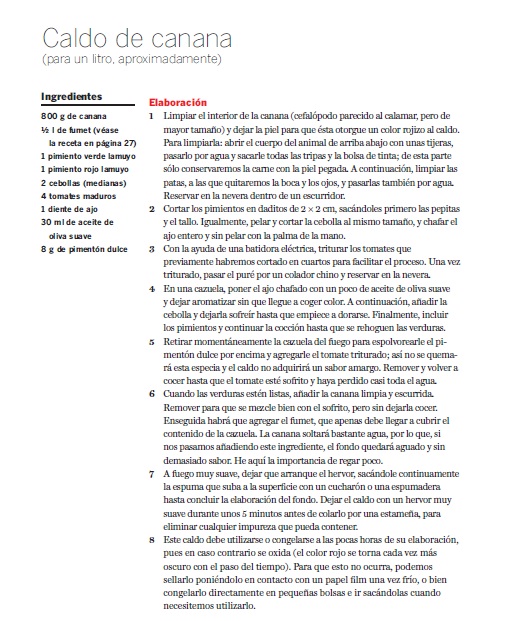 Caldo de canana
(para un litro, aproximadamente)
Ingredientes
800 g de canana
½ l de fumet (véase
la receta en página 27)
1 pimiento verde lamuyo
1 pimiento rojo lamuyo
2 cebollas (medianas)
4 tomates maduros
1 diente de ajo
30 ml de aceite de
oliva suave
8 g de pimentón dulce
Elaboración
1 Limpiar el interior de la canana (cefalópodo parecido al calamar, pero de
mayor tamaño) y dejar la piel para que ésta otorgue un color rojizo al caldo.
Para limpiarla: abrir el cuerpo del animal de arriba abajo con unas tijeras,
pasarlo por agua y sacarle todas las tripas y la bolsa de tinta; de esta parte
sólo conservaremos la carne con la piel pegada. A continuación, limpiar las
patas, a las que quitaremos la boca y los ojos, y pasarlas también por agua.
Reservar en la nevera dentro de un escurridor.
2 Cortar los pimientos en daditos de 2 × 2 cm, sacándoles primero las pepitas
y el tallo. Igualmente, pelar y cortar la cebolla al mismo tamaño, y chafar el
ajo entero y sin pelar con la palma de la mano.
3 Con la ayuda de una batidora eléctrica, triturar los tomates que
previamente habremos cortado en cuartos para facilitar el proceso. Una vez
triturado, pasar el puré por un colador chino y reservar en la nevera.
4 En una cazuela, poner el ajo chafado con un poco de aceite de oliva suave
y dejar aromatizar sin que llegue a coger color. A continuación, añadir la
cebolla y dejarla sofreír hasta que empiece a dorarse. Finalmente, incluir
los pimientos y continuar la cocción hasta que se rehoguen las verduras.
5 Retirar momentáneamente la cazuela del fuego para espolvorearle el pi-
mentón dulce por encima y agregarle el tomate triturado; así no se quema-
rá esta especia y el caldo no adquirirá un sabor amargo. Remover y volver a
cocer hasta que el tomate esté sofrito y haya perdido casi toda el agua.
6 Cuando las verduras estén listas, añadir la canana limpia y escurrida.
Remover para que se mezcle bien con el sofrito, pero sin dejarla cocer.
Enseguida habrá que agregar el fumet, que apenas debe llegar a cubrir el
contenido de la cazuela. La canana soltará bastante agua, por lo que, si
nos pasamos añadiendo este ingrediente, el fondo quedará aguado y sin
demasiado sabor. He aquí la importancia de regar poco.
7 A fuego muy suave, dejar que arranque el hervor, sacándole continuamente
la espuma que suba a la superficie con un cucharón o una espumadera
hasta concluir la elaboración del fondo. Dejar el caldo con un hervor muy
suave durante unos 5 minutos antes de colarlo por una estameña, para
eliminar cualquier impureza que pueda contener.
8 Este caldo debe utilizarse o congelarse a las pocas horas de su elaboración,
pues en caso contrario se oxida (el color rojo se torna cada vez más
oscuro con el paso del tiempo). Para que esto no ocurra, podemos
sellarlo poniéndolo en contacto con un papel film una vez frío, o bien
congelarlo directamente en pequeñas bolsas e ir sacándolas cuando
necesitemos utilizarlo.